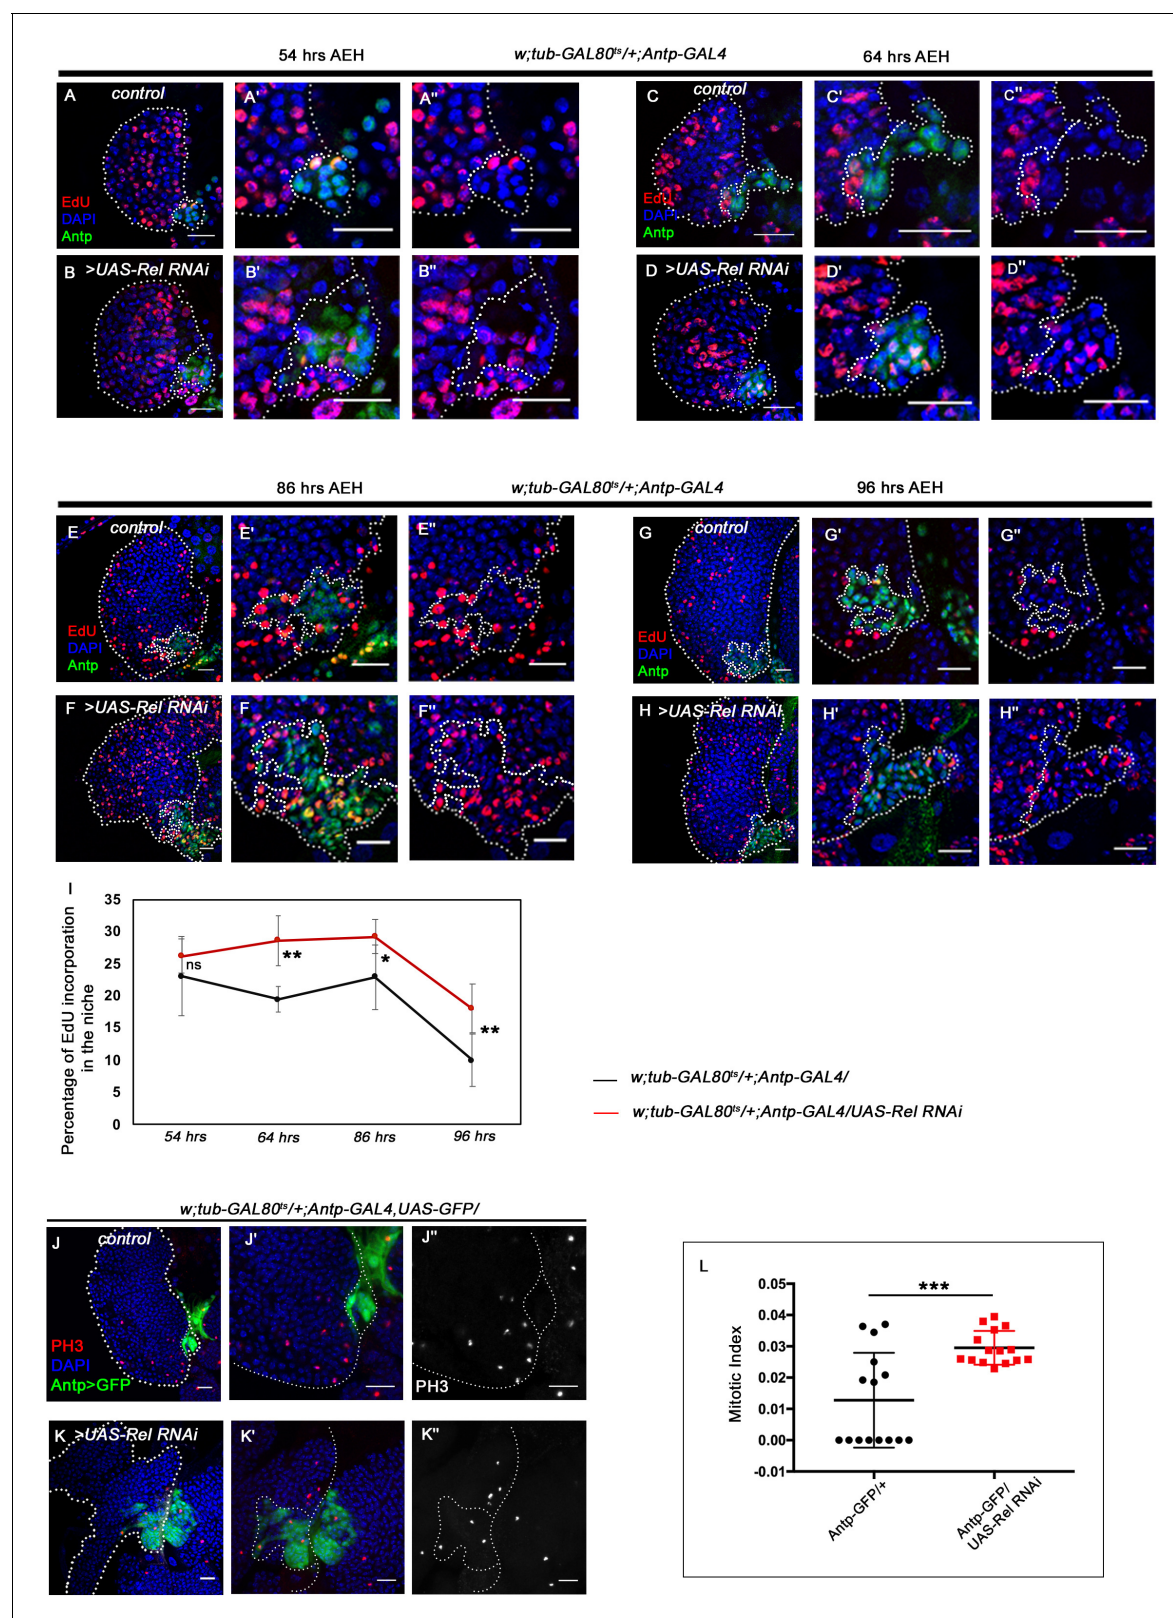 54 hrs AEH w;tub-GAL80ts/+;Antp-GAL4 64 hrs AEH
A control A' A"
EdU
DAPI
Antp
B >UAS-Rel RNAi B' B"
C control C' C"
EdU
DAPI
Antp
D >UAS-Rel RNAi D' D"
86 hrs AEH w;tub-GAL80ts/+;Antp-GAL4 96 hrs AEH
E control E' E"
EdU
DAPI
Antp
F >UAS-Rel RNAi F' F"
G control G' G"
EdU
DAPI
Antp
H >UAS-Rel RNAi H' H"
I
Percentage of EdU incorporation
in the niche
35
30
25
20
15
10
5
0
ns
**
*
**
54 hrs 64 hrs 86 hrs 96 hrs
w;tub-GAL80ts/+;Antp-GAL4/
w;tub-GAL80ts/+;Antp-GAL4/UAS-Rel RNAi
w;tub-GAL80ts/+;Antp-GAL4,UAS-GFP/
J control J' J"
PH3
DAPI
Antp>GFP
PH3
K >UAS-Rel RNAi K' K"
L
***
Mitotic Index
0.05
0.04
0.03
0.02
0.01
0.00
-0.01
Antp-GFP/+
Antp-GFP/
UAS-Rel RNAi